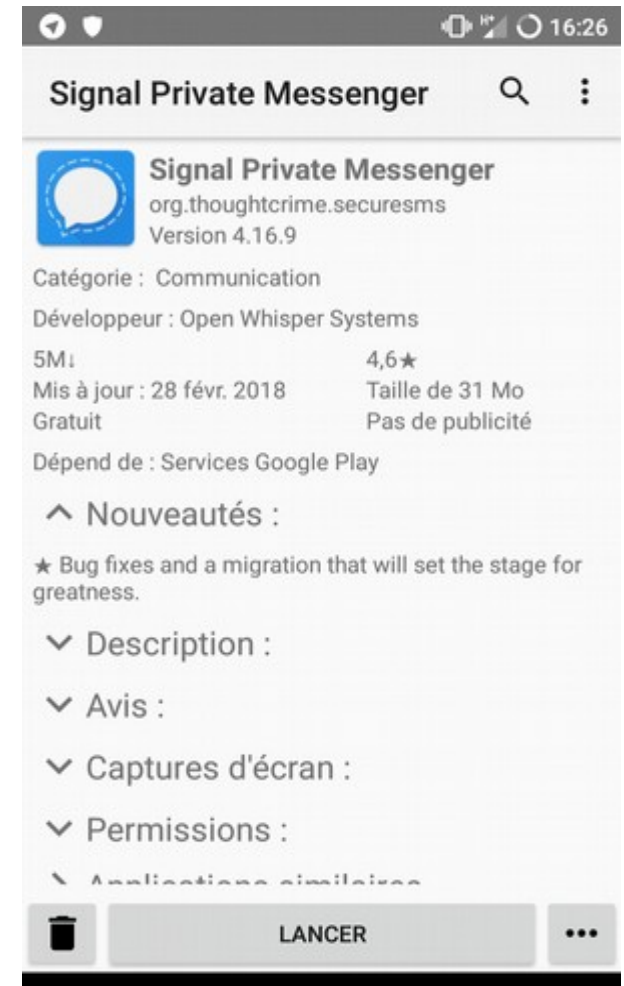 16:26
Signal Private Messenger
Signal Private Messenger
org.thoughtcrime.securesms
Version 4.16.9
Catégorie : Communication
Développeur : Open Whisper Systems
5M↓ 4,6★
Mis à jour : 28 févr. 2018 Taille de 31 Mo
Gratuit Pas de publicité
Dépend de : Services Google Play
Nouveautés :
★ Bug fixes and a migration that will set the stage for
greatness.
Description :
Avis :
Captures d'écran :
Permissions :
Applications similaires
LANCER